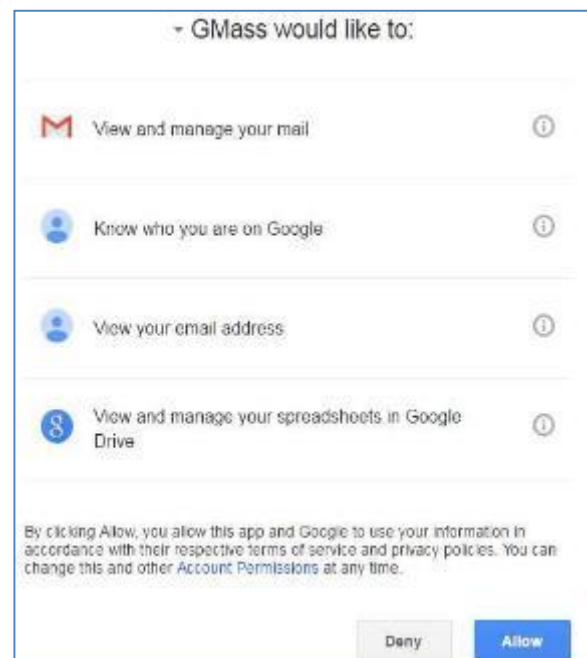 GMass would like to:
View and manage your mail
Know who you are on Google
View your email address
View and manage your spreadsheets in Google
Drive
By clicking Allow, you allow this app and Google to use your information in
accordance with their respective terms of service and privacy policies. You can
change this and other Account Permissions at any time.
Deny
Allow